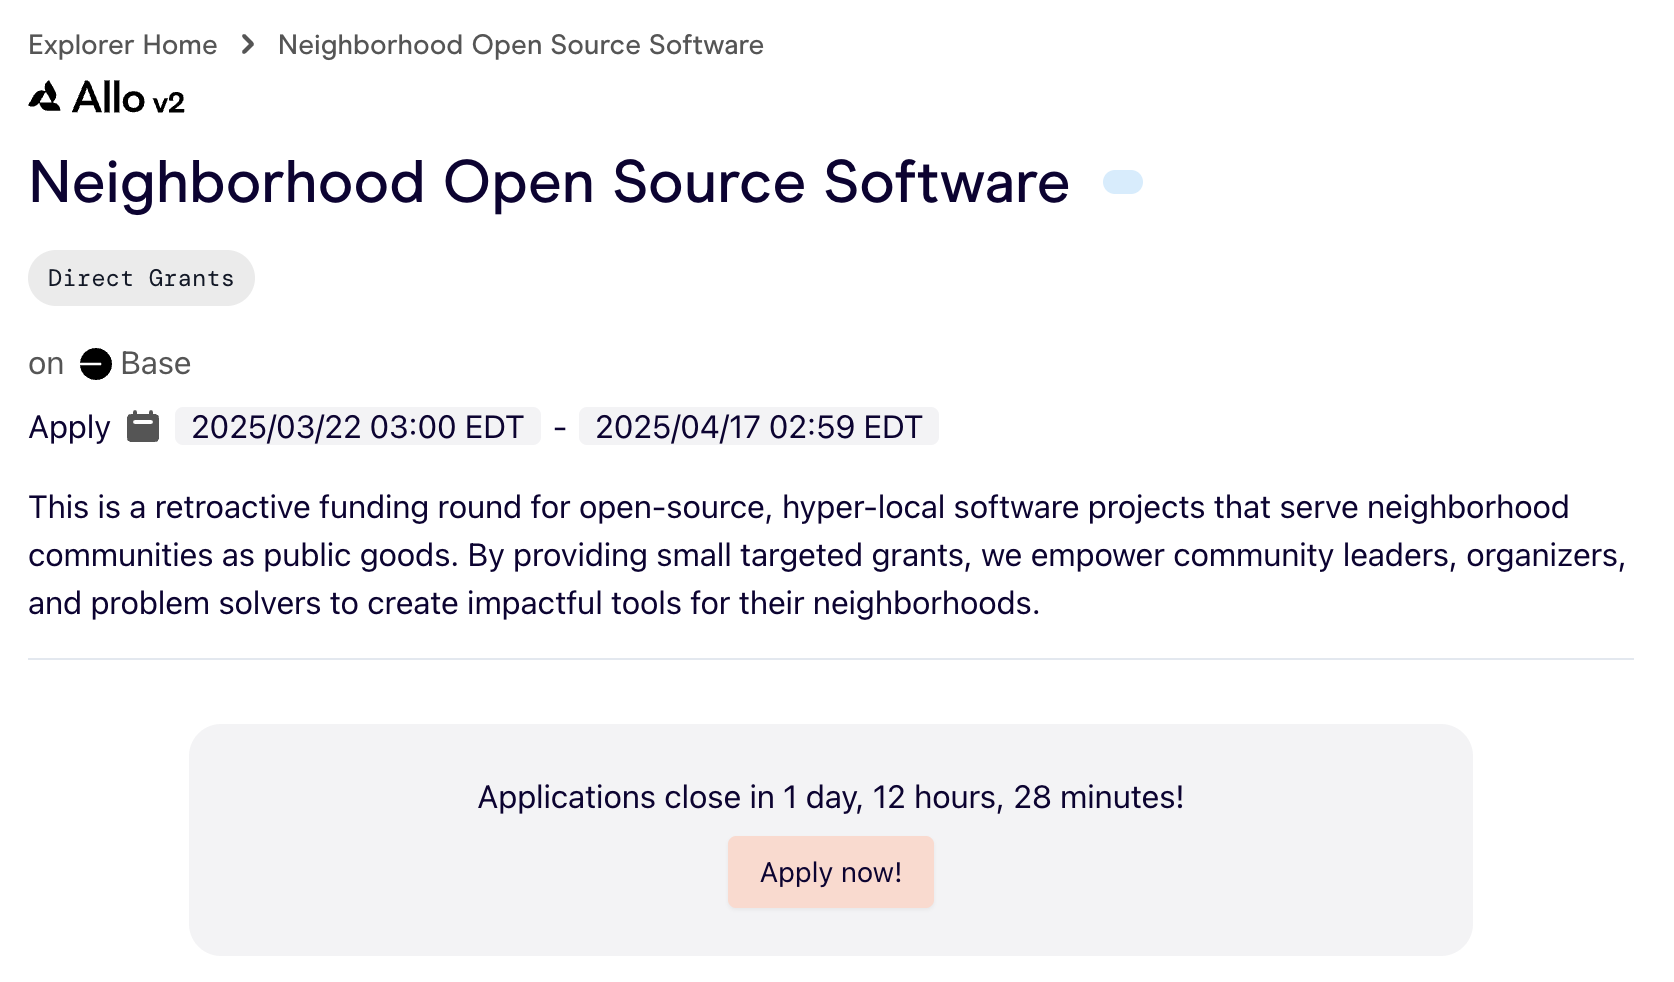 Explorer Home > Neighborhood Open Source Software
Allo v2
Neighborhood Open Source Software
Direct Grants
on Base
Apply 2025/03/22 03:00 EDT - 2025/04/17 02:59 EDT
This is a retroactive funding round for open-source, hyper-local software projects that serve neighborhood
communities as public goods. By providing small targeted grants, we empower community leaders, organizers,
and problem solvers to create impactful tools for their neighborhoods.
Applications close in 1 day, 12 hours, 28 minutes!
Apply now!